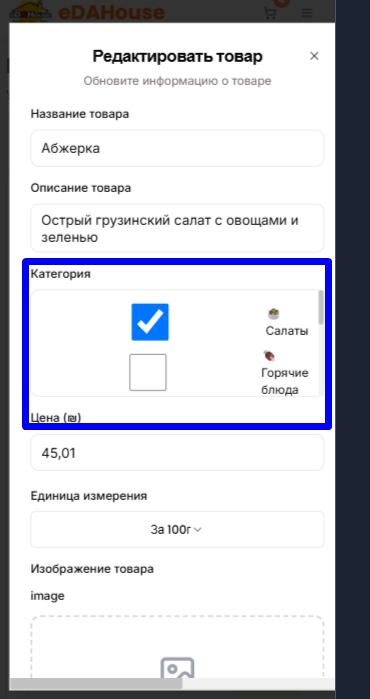 eDAHouse
Редактировать товар
Обновите информацию о товаре
Название товара
Абжерка
Описание товара
Острый грузинский салат с овощами и
зеленью
Категория
Салаты
Горячие
блюда
Цена (₪)
45,01
Единица измерения
За 100г
Изображение товара
image